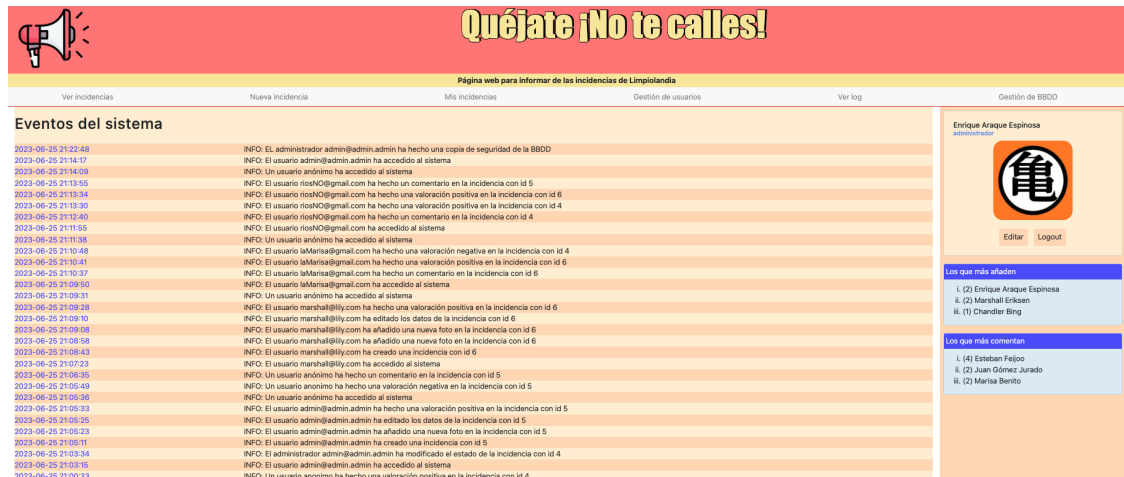 Quéjate ¡No te calles!
Página web para informar de las incidencias de Limpiolandia
Ver incidencias Nueva incidencia Mis incidencias Gestión de usuarios Ver log Gestión de BBDD
Eventos del sistema
2023-06-25 21:22:48 INFO: EL administrador admin@admin.admin ha hecho una copia de seguridad de la BBDD
2023-06-25 21:14:17 INFO: El usuario admin@admin.admin ha accedido al sistema
2023-06-25 21:14:09 INFO: Un usuario anónimo ha accedido al sistema
2023-06-25 21:13:55 INFO: El usuario riosNO@gmail.com ha hecho un comentario en la incidencia con id 5
2023-06-25 21:13:34 INFO: El usuario riosNO@gmail.com ha hecho una valoración positiva en la incidencia con id 6
2023-06-25 21:13:30 INFO: El usuario riosNO@gmail.com ha hecho una valoración positiva en la incidencia con id 4
2023-06-25 21:12:40 INFO: El usuario riosNO@gmail.com ha hecho un comentario en la incidencia con id 4
2023-06-25 21:11:55 INFO: El usuario riosNO@gmail.com ha accedido al sistema
2023-06-25 21:11:38 INFO: Un usuario anónimo ha accedido al sistema
2023-06-25 21:10:48 INFO: El usuario laMarisa@gmail.com ha hecho una valoración negativa en la incidencia con id 4
2023-06-25 21:10:41 INFO: El usuario laMarisa@gmail.com ha hecho una valoración positiva en la incidencia con id 6
2023-06-25 21:10:37 INFO: El usuario laMarisa@gmail.com ha hecho un comentario en la incidencia con id 6
2023-06-25 21:09:50 INFO: El usuario laMarisa@gmail.com ha accedido al sistema
2023-06-25 21:09:31 INFO: Un usuario anónimo ha accedido al sistema
2023-06-25 21:09:28 INFO: El usuario marshall@lily.com ha hecho una valoración positiva en la incidencia con id 6
2023-06-25 21:09:10 INFO: El usuario marshall@lily.com ha editado los datos de la incidencia con id 6
2023-06-25 21:09:08 INFO: El usuario marshall@lily.com ha añadido una nueva foto en la incidencia con id 6
2023-06-25 21:08:58 INFO: El usuario marshall@lily.com ha añadido una nueva foto en la incidencia con id 6
2023-06-25 21:08:43 INFO: El usuario marshall@lily.com ha creado una incidencia con id 6
2023-06-25 21:07:23 INFO: El usuario marshall@lily.com ha accedido al sistema
2023-06-25 21:06:35 INFO: Un usuario anónimo ha hecho un comentario en la incidencia con id 5
2023-06-25 21:05:49 INFO: Un usuario anonimo ha hecho una valoración negativa en la incidencia con id 5
2023-06-25 21:05:36 INFO: Un usuario anónimo ha accedido al sistema
2023-06-25 21:05:33 INFO: El usuario admin@admin.admin ha hecho una valoración positiva en la incidencia con id 5
2023-06-25 21:05:25 INFO: El usuario admin@admin.admin ha editado los datos de la incidencia con id 5
2023-06-25 21:05:23 INFO: El usuario admin@admin.admin ha añadido una nueva foto en la incidencia con id 5
2023-06-25 21:05:11 INFO: El usuario admin@admin.admin ha creado una incidencia con id 5
2023-06-25 21:03:34 INFO: El administrador admin@admin.admin ha modificado el estado de la incidencia con id 4
2023-06-25 21:03:15 INFO: El usuario admin@admin.admin ha accedido al sistema
2023-06-25 21:00:33 INFO: Un usuario anonimo ha hecho una valoración positiva en la incidencia con id 4
Enrique Araque Espinosa
administrador
亀
Editar Logout
Los que más añaden
i. (2) Enrique Araque Espinosa
ii. (2) Marshall Eriksen
iii. (1) Chandler Bing
Los que más comentan
i. (4) Esteban Feijoo
ii. (2) Juan Gómez Jurado
iii. (2) Marisa Benito